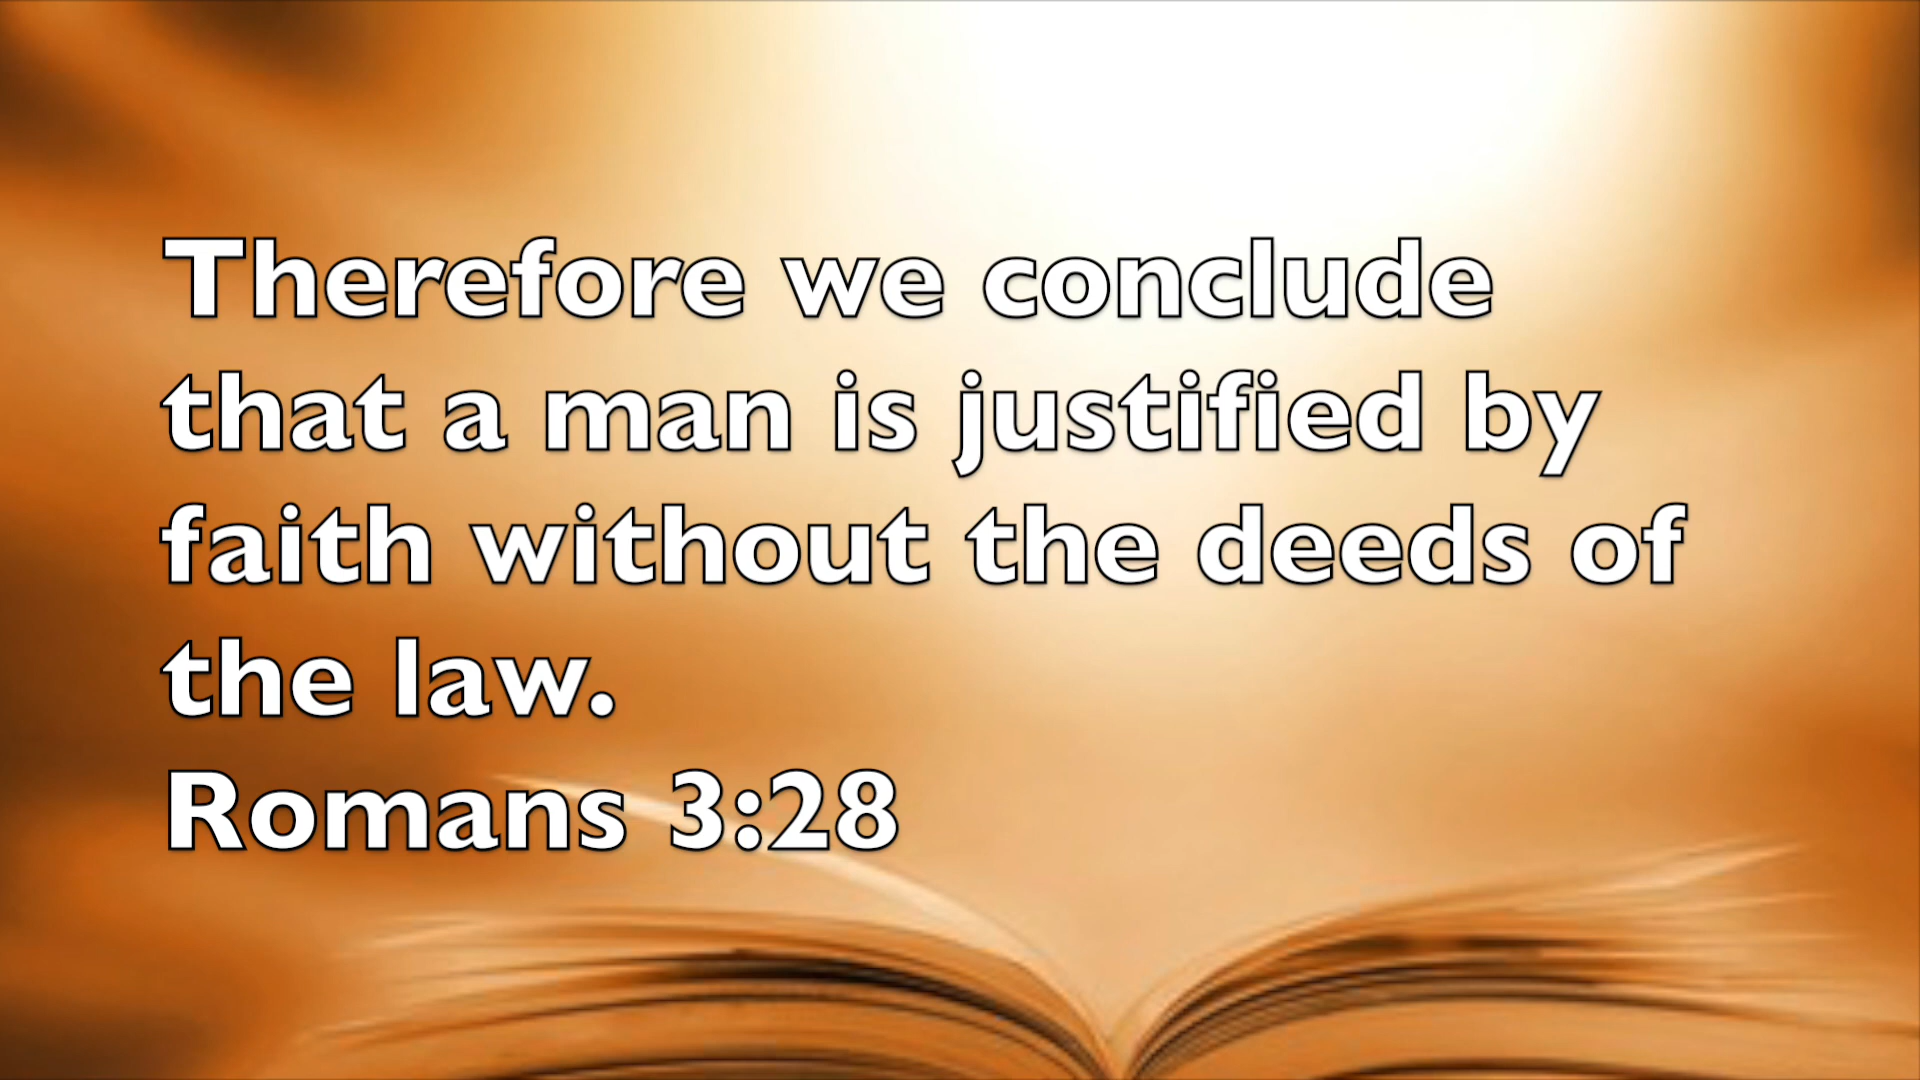 Therefore we conclude
that a man is justified by
faith without the deeds of
the law.
Romans 3:28